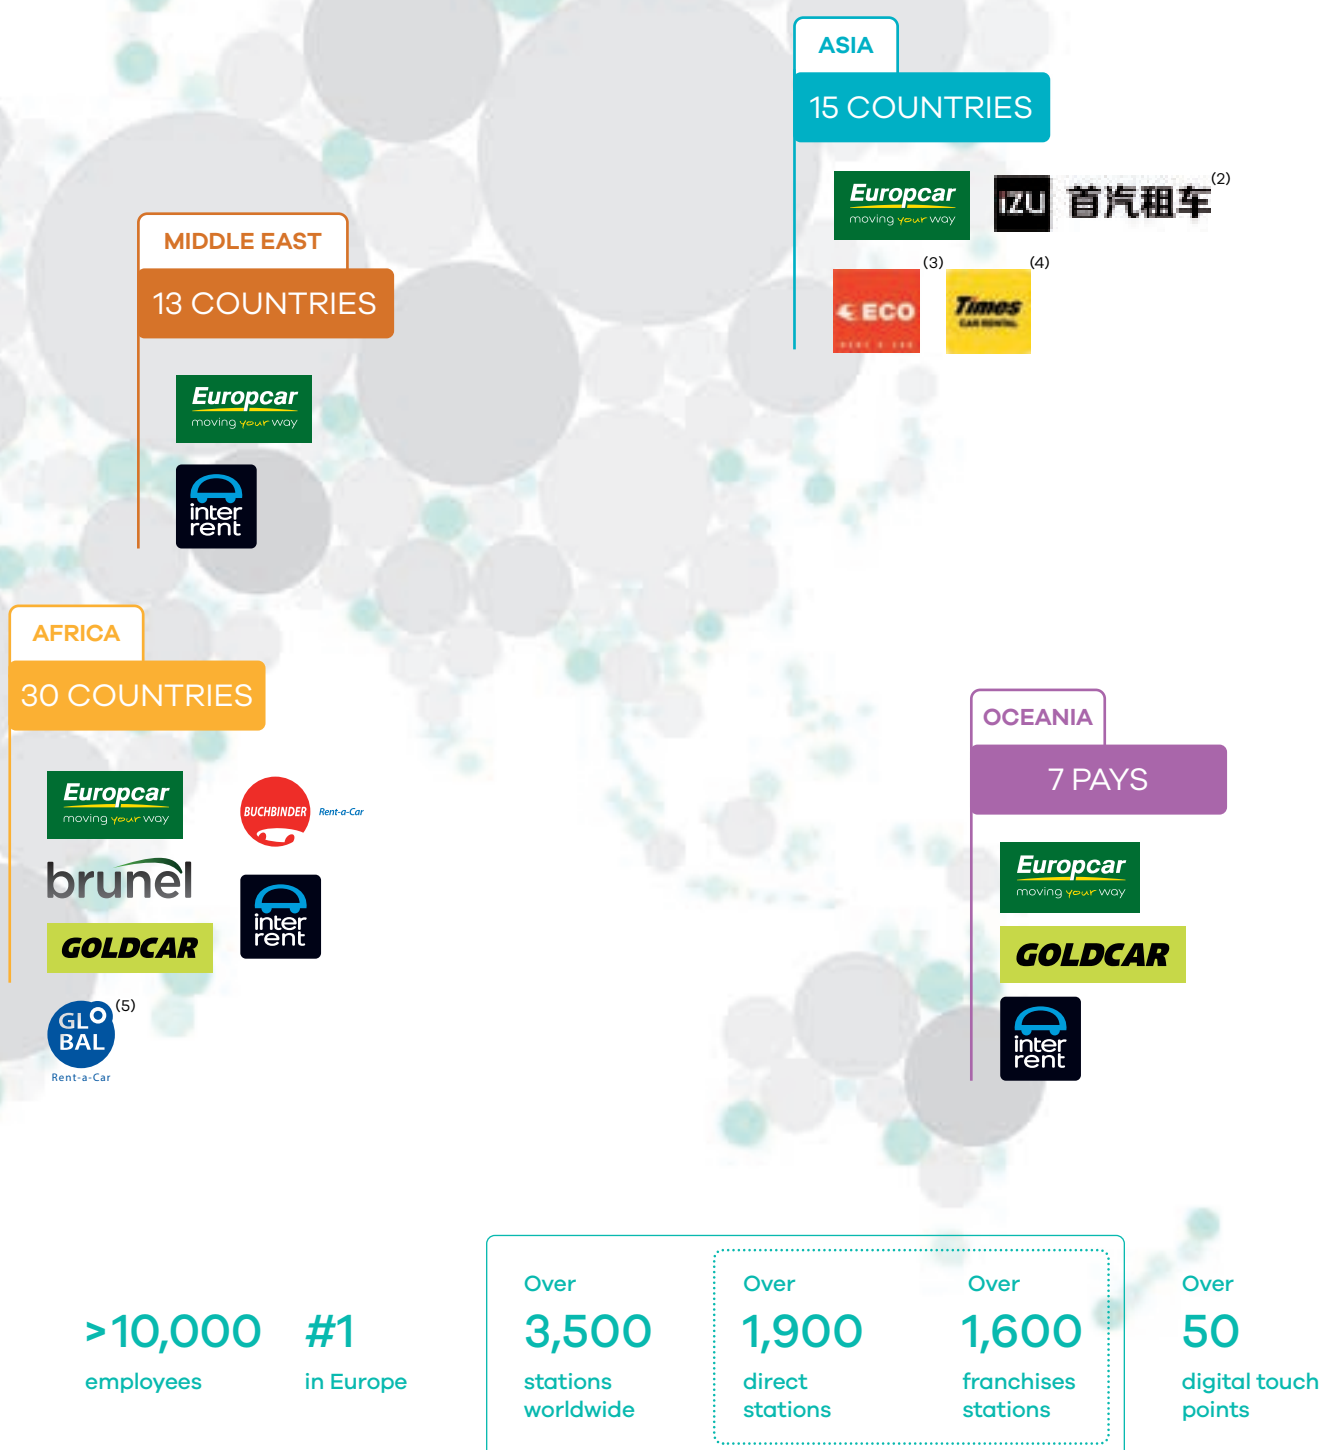 ASIA
15 COUNTRIES
Europcar
moving your way
iZU 首汽租车 (2)
(3)
ECO
RENT A CAR
(4)
Times
CAR RENTAL
MIDDLE EAST
13 COUNTRIES
Europcar
moving your way
inter
rent
AFRICA
30 COUNTRIES
Europcar
moving your way
BUCHBINDER Rent-a-Car
brunel
inter
rent
GOLDCAR
GLO
BAL
(5)
Rent-a-Car
OCEANIA
7 PAYS
Europcar
moving your way
GOLDCAR
inter
rent
>10,000
employees
#1
in Europe
Over
3,500
stations
worldwide
Over
1,900
direct
stations
Over
1,600
franchises
stations
Over
50
digital touch
points